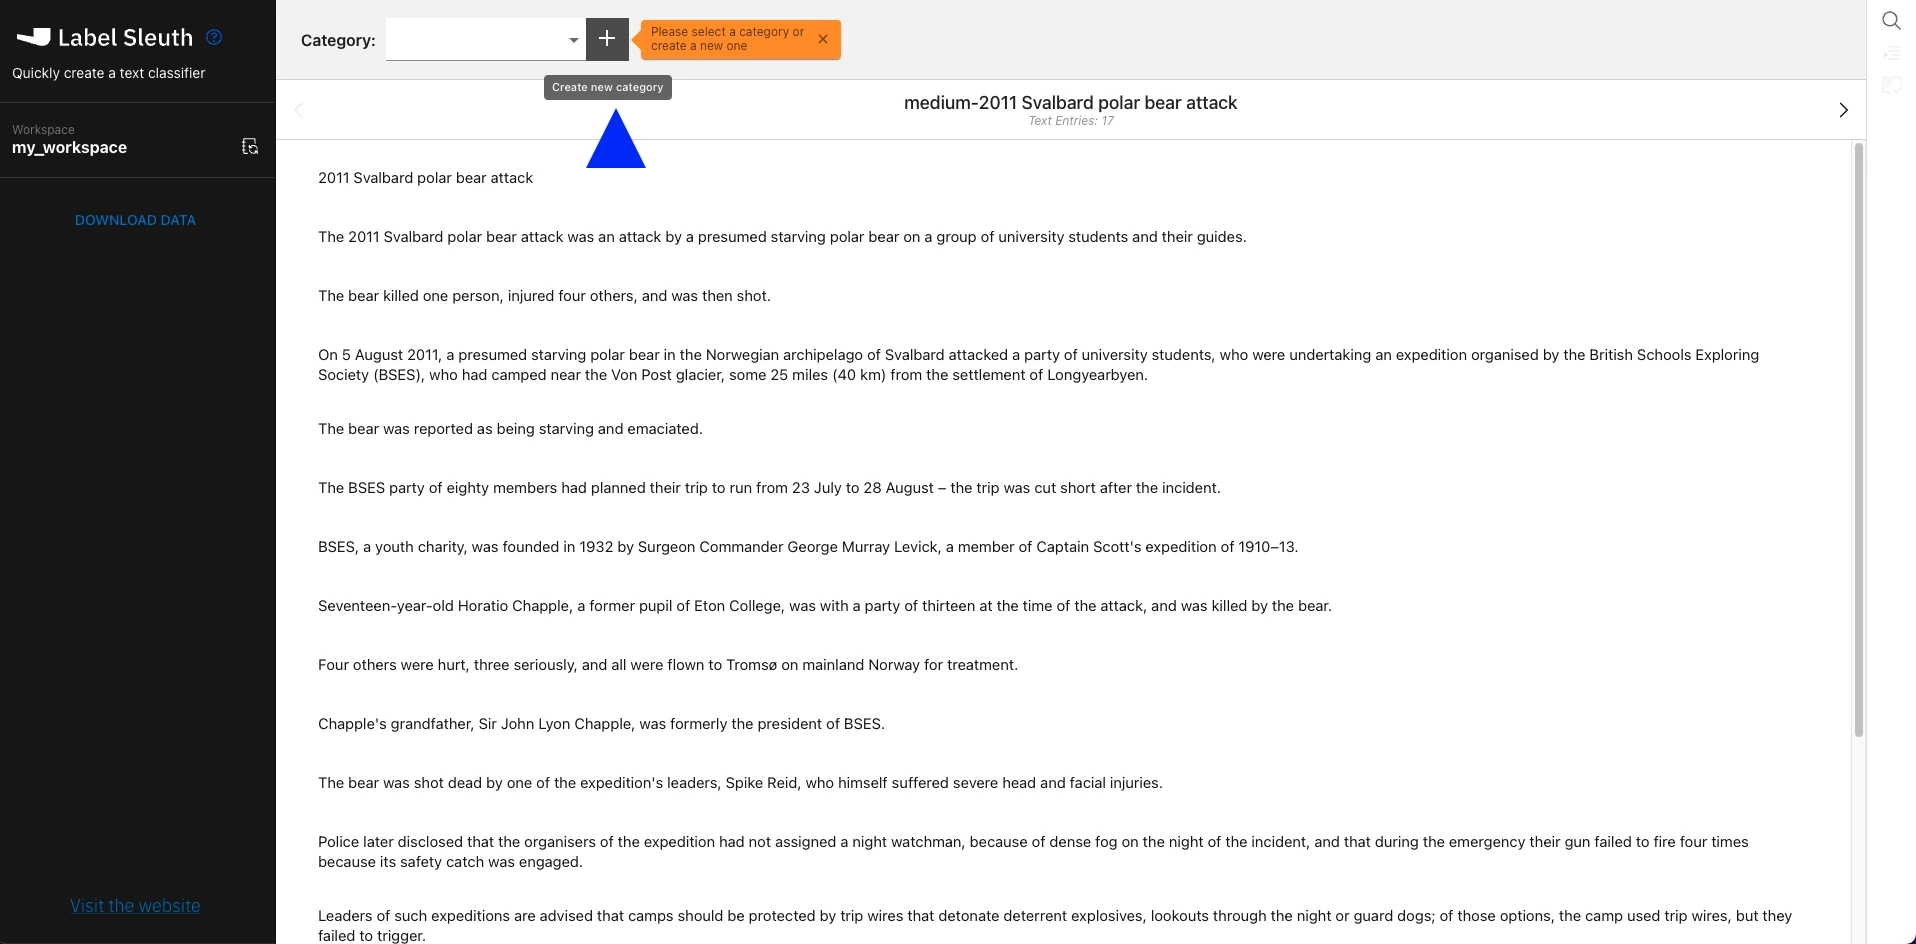 Label Sleuth
Quickly create a text classifier
Workspace
my_workspace
DOWNLOAD DATA
Visit the website
Category:
Please select a category or
create a new one
Create new category
medium-2011 Svalbard polar bear attack
Text Entries: 17
2011 Svalbard polar bear attack
The 2011 Svalbard polar bear attack was an attack by a presumed starving polar bear on a group of university students and their guides.
The bear killed one person, injured four others, and was then shot.
On 5 August 2011, a presumed starving polar bear in the Norwegian archipelago of Svalbard attacked a party of university students, who were undertaking an expedition organised by the British Schools Exploring
Society (BSES), who had camped near the Von Post glacier, some 25 miles (40 km) from the settlement of Longyearbyen.
The bear was reported as being starving and emaciated.
The BSES party of eighty members had planned their trip to run from 23 July to 28 August – the trip was cut short after the incident.
BSES, a youth charity, was founded in 1932 by Surgeon Commander George Murray Levick, a member of Captain Scott's expedition of 1910–13.
Seventeen-year-old Horatio Chapple, a former pupil of Eton College, was with a party of thirteen at the time of the attack, and was killed by the bear.
Four others were hurt, three seriously, and all were flown to Tromsø on mainland Norway for treatment.
Chapple's grandfather, Sir John Lyon Chapple, was formerly the president of BSES.
The bear was shot dead by one of the expedition's leaders, Spike Reid, who himself suffered severe head and facial injuries.
Police later disclosed that the organisers of the expedition had not assigned a night watchman, because of dense fog on the night of the incident, and that during the emergency their gun failed to fire four times
because its safety catch was engaged.
Leaders of such expeditions are advised that camps should be protected by trip wires that detonate deterrent explosives, lookouts through the night or guard dogs; of those options, the camp used trip wires, but they
failed to trigger.